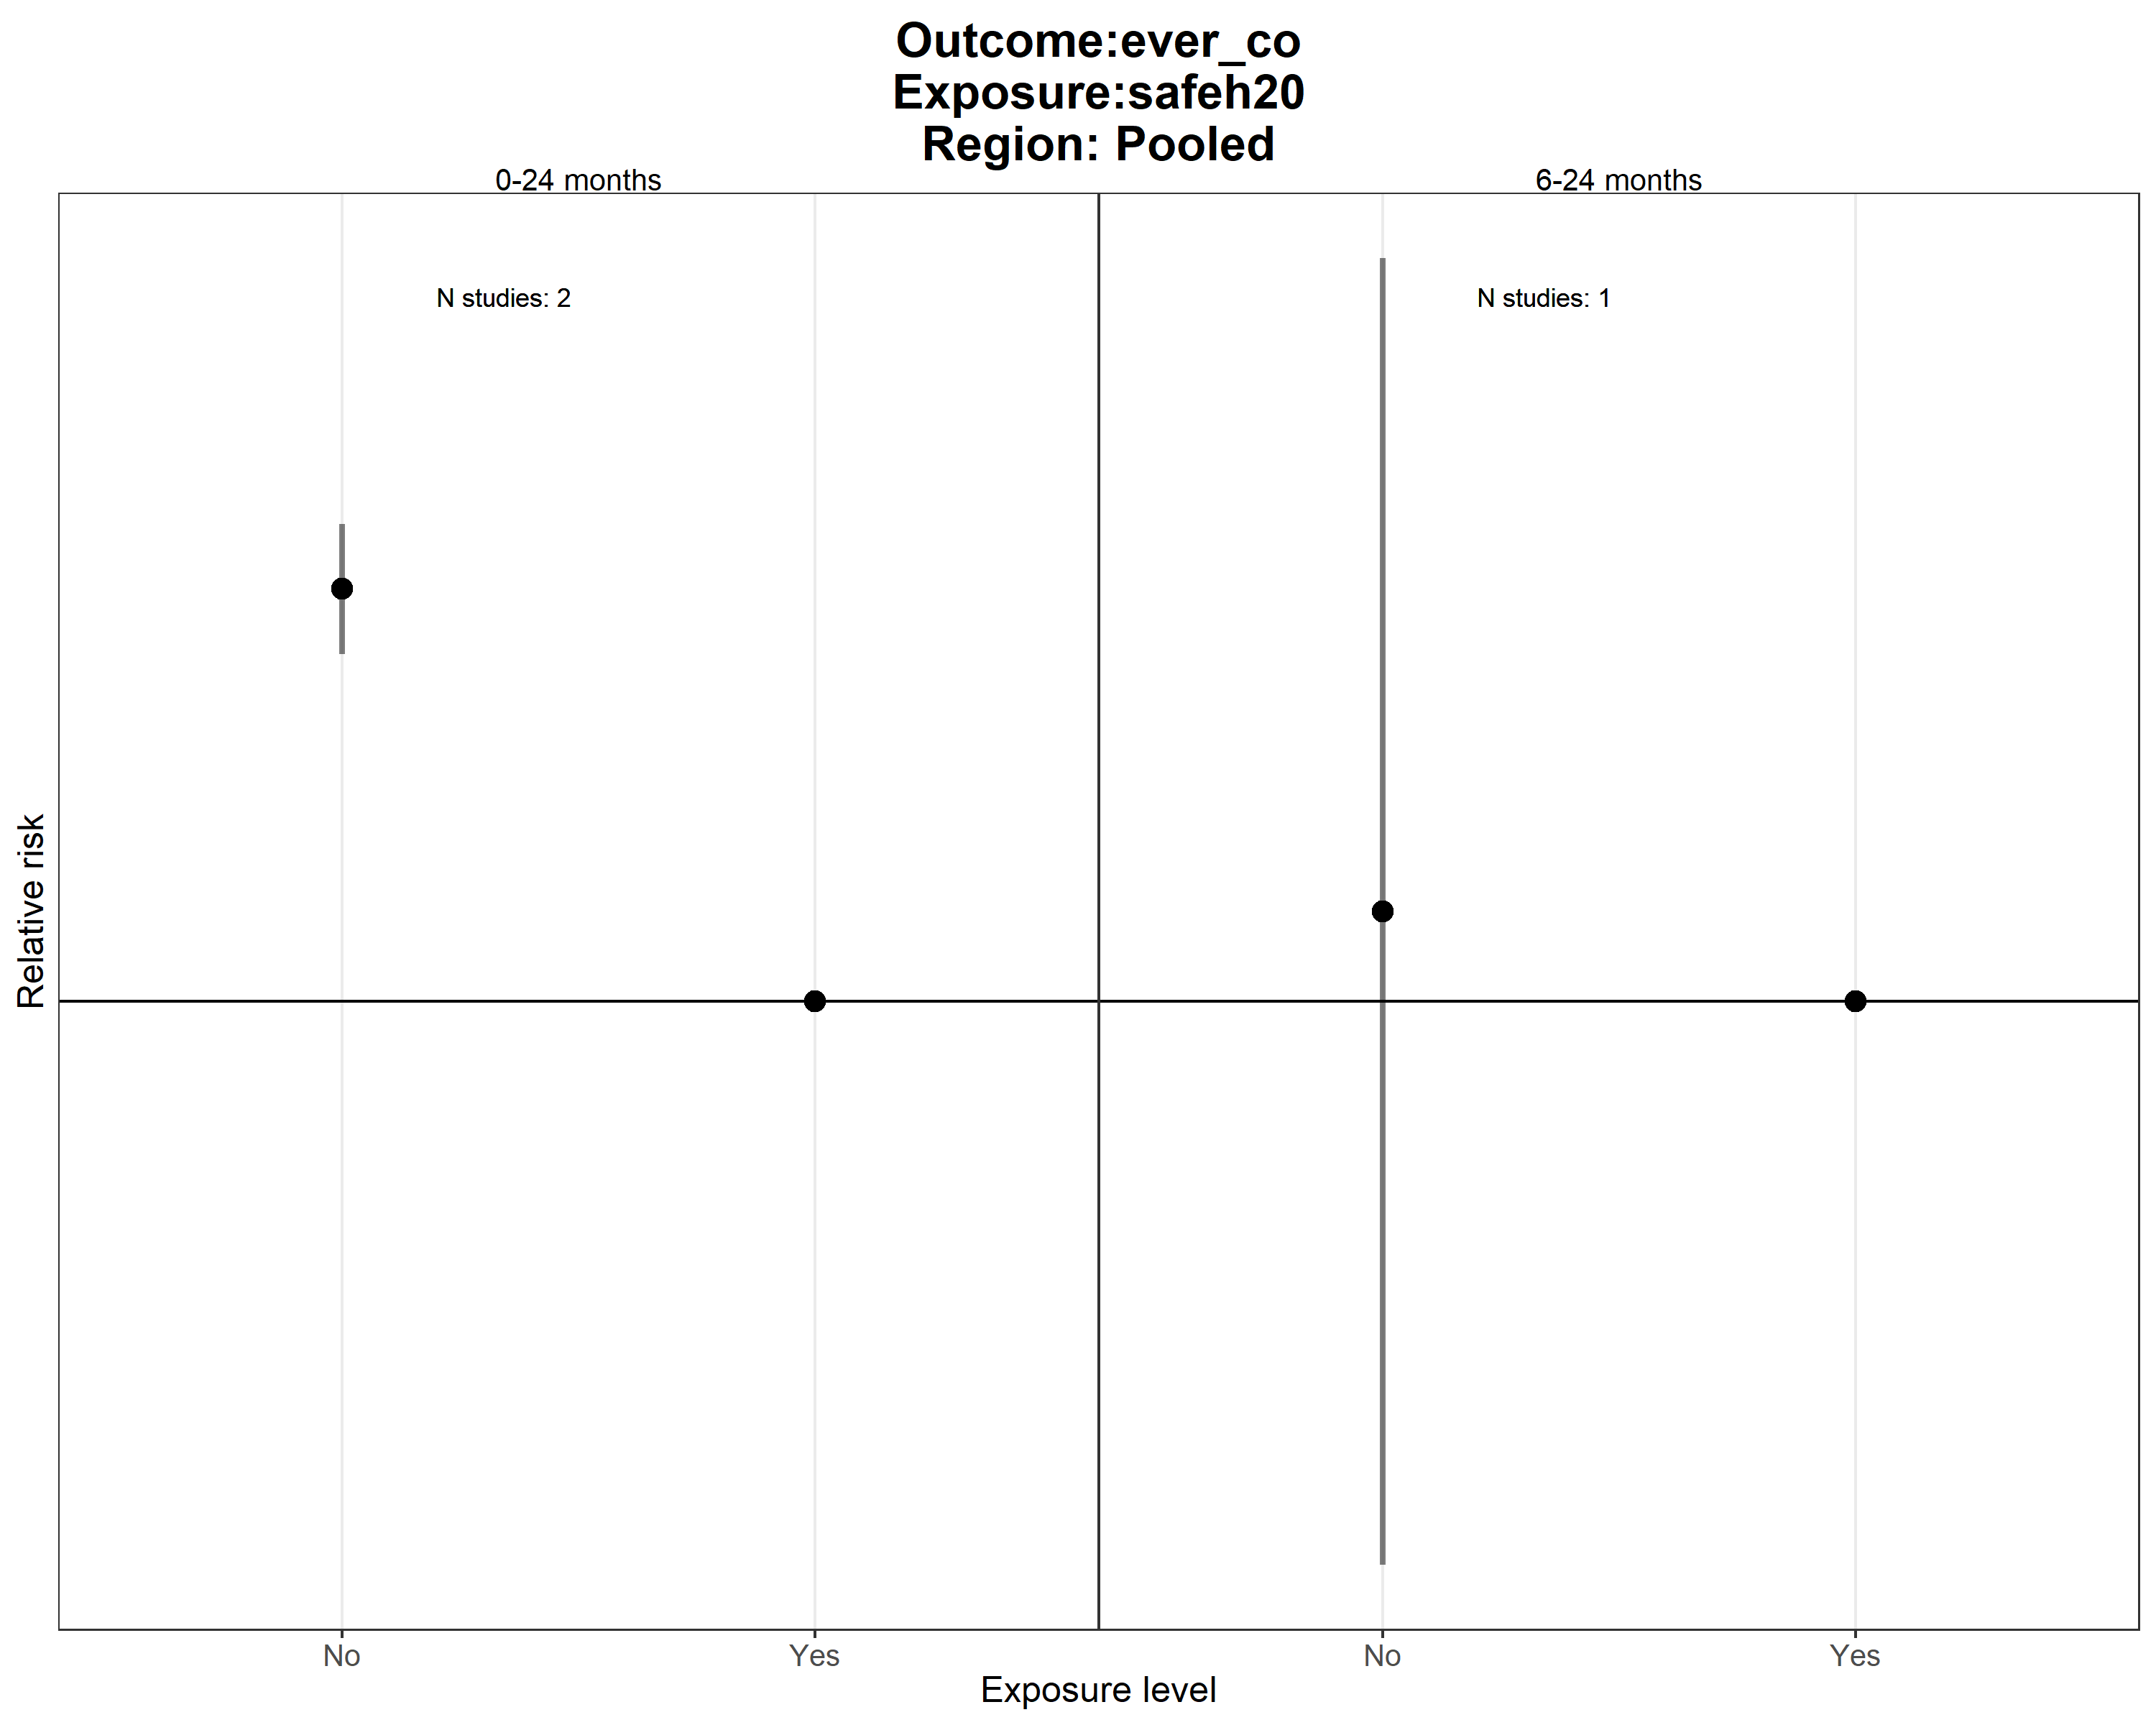 Outcome:ever_co
Exposure:safeh20
Region: Pooled
0-24 months
6-24 months
N studies: 2
N studies: 1
Relative risk
No
Yes
No
Yes
Exposure level